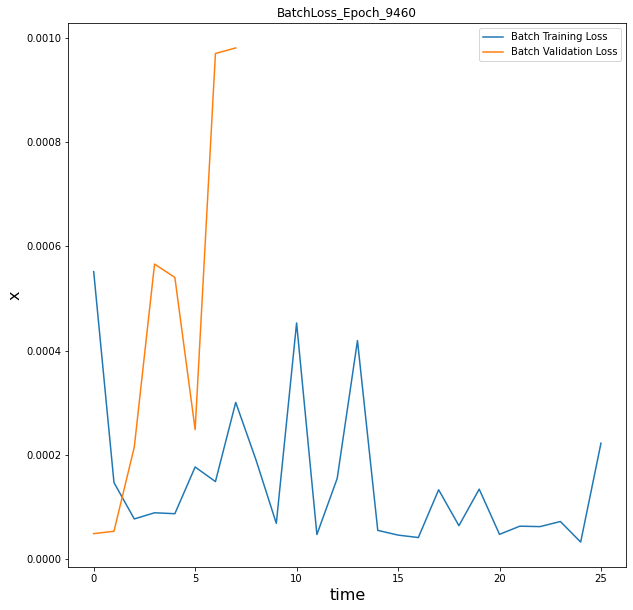 BatchLoss_Epoch_9460
Batch Training Loss
Batch Validation Loss
0.0010
0.0008
0.0006
0.0004
0.0002
0.0000
x
0 5 10 15 20 25
time